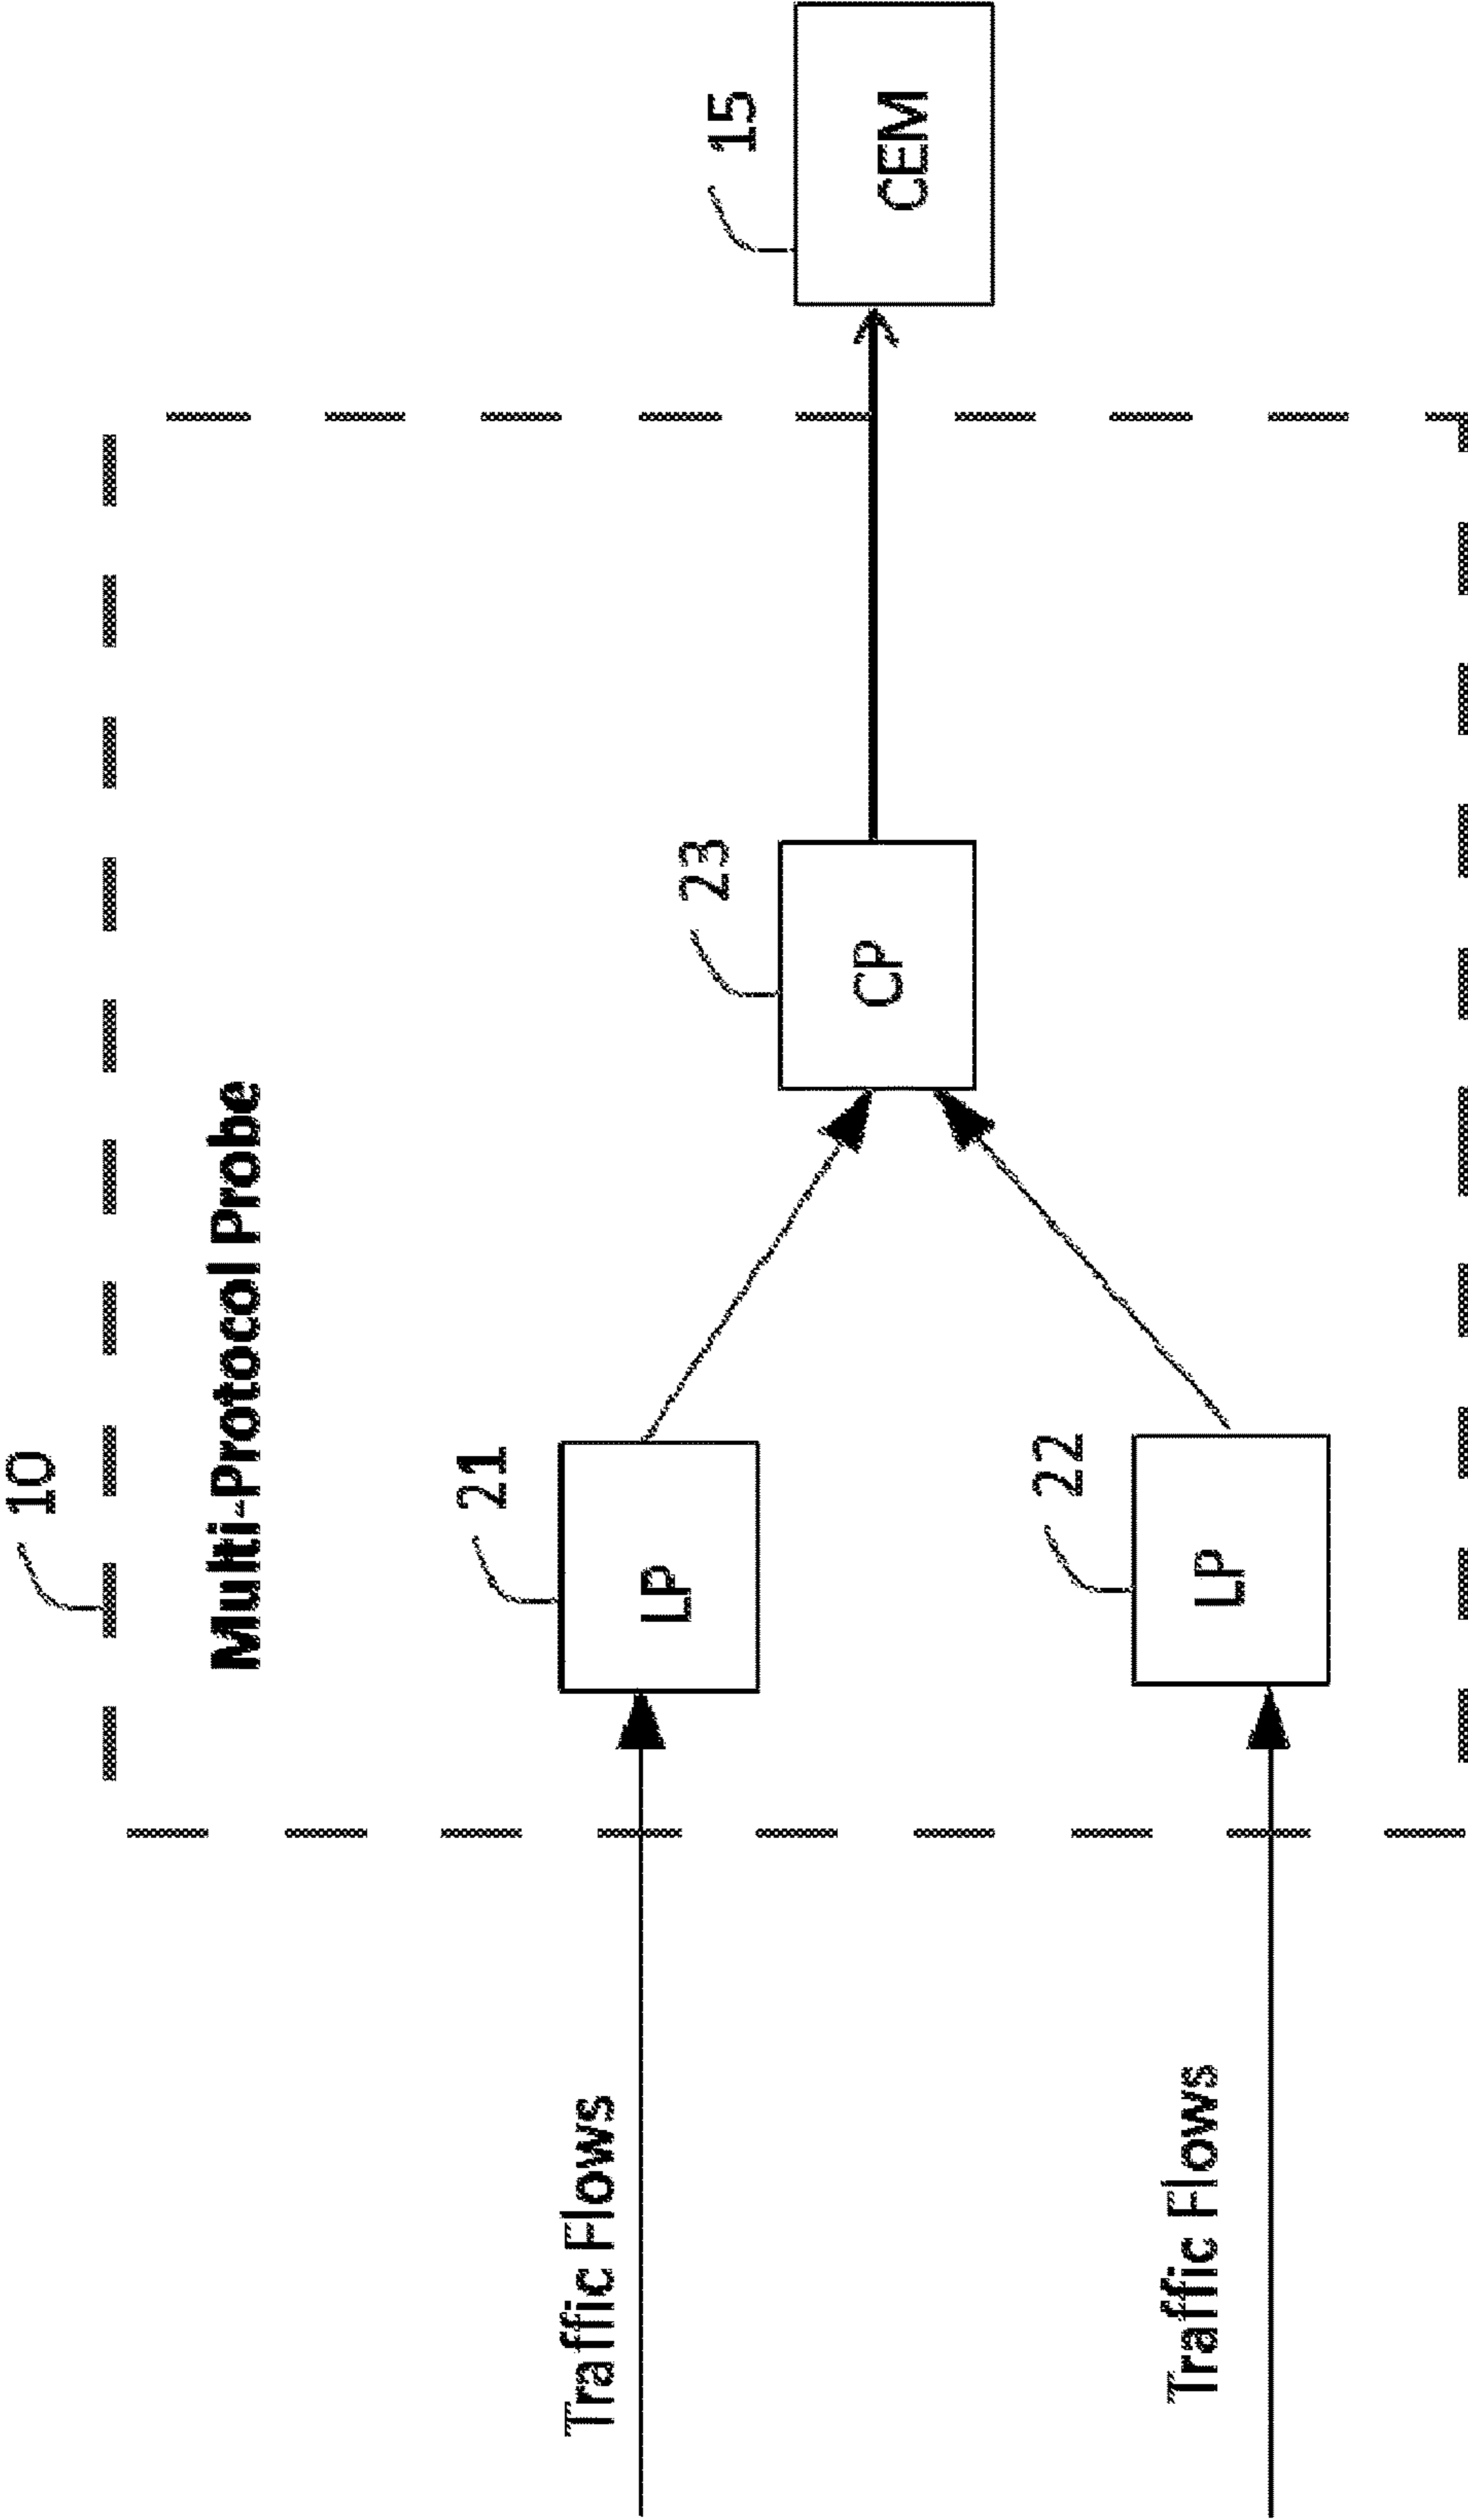 10
Multi-Protocol Probe
Traffic Flows
21
LP
23
CP
15
CEM
Traffic Flows
22
LP